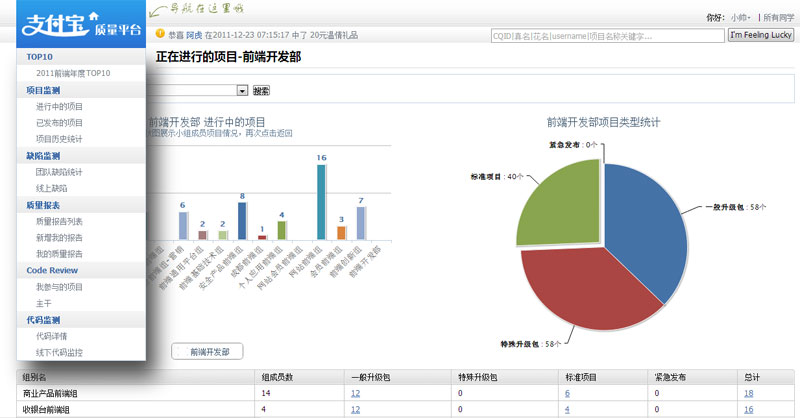 支付宝 质量平台
导航在这里哦
你好: 小帅 | 所有同学
恭喜 阿虎 在2011-12-23 07:15:17 中了 20元温情礼品
CQID|真名|花名|username|项目名称关键字...
I'm Feeling Lucky
正在进行的项目-前端开发部
搜索
TOP10
2011前端年度TOP10
项目监测
进行中的项目
已发布的项目
项目历史统计
缺陷监测
团队缺陷统计
线上缺陷
质量报表
质量报告列表
新增我的报告
我的质量报告
Code Review
我参与的项目
主干
代码监测
代码详情
线下代码监控
前端开发部 进行中的项目
展示小组成员项目情况，再次点击返回
6
2
2
8
1
4
16
3
7
前端通用平台组
前端基础技术组
安全产品前端组
成都前端组
个人应用前端组
网站会员前端组
网站前端组
会员前端组
前端创新组
前端开发部
前端开发部
前端开发部项目类型统计
紧急发布 : 0个
标准项目 : 40个
一般升级包 : 58个
特殊升级包 : 58个
组别名 组成员数 一般升级包 特殊升级包 标准项目 紧急发布 总计
商业产品前端组 14 12 0 6 0 18
收银台前端组 4 12 0 4 0 16